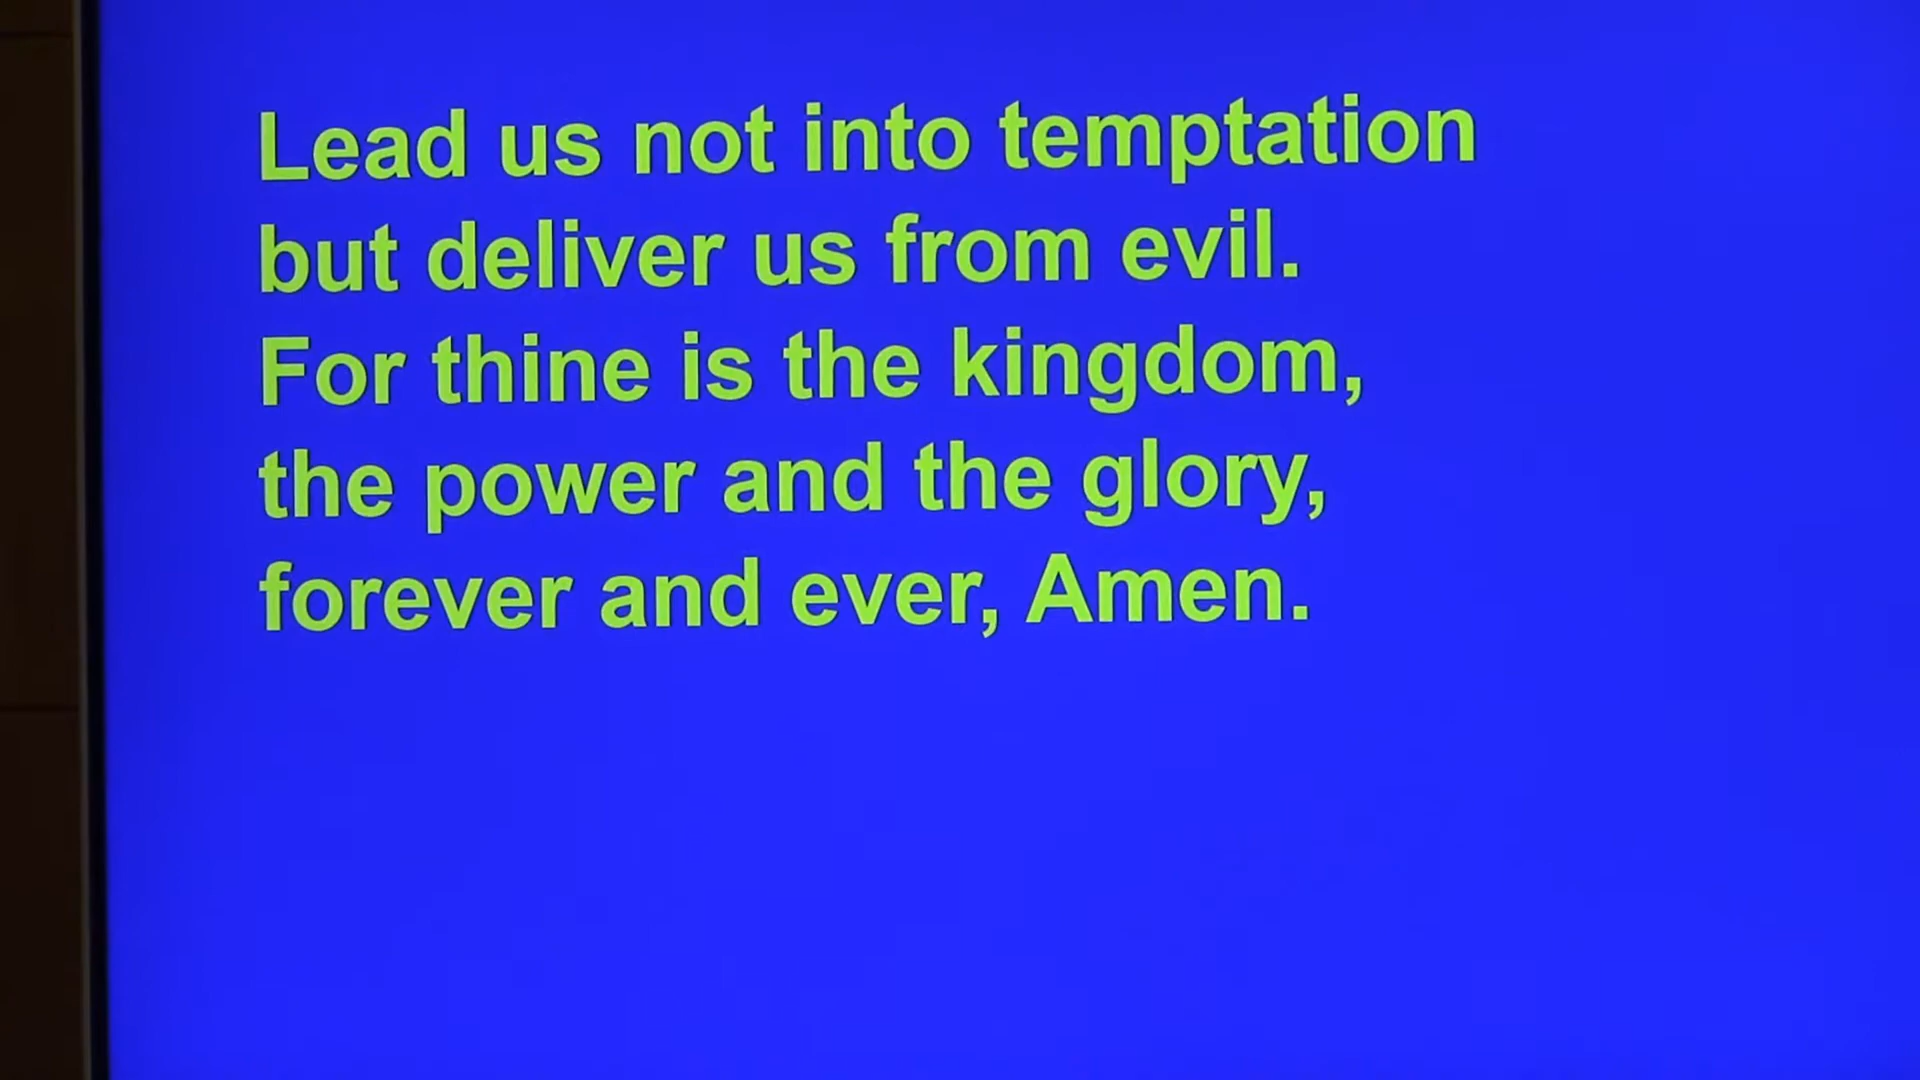 Lead us not into temptation
but deliver us from evil.
For thine is the kingdom,
the power and the glory,
forever and ever, Amen.